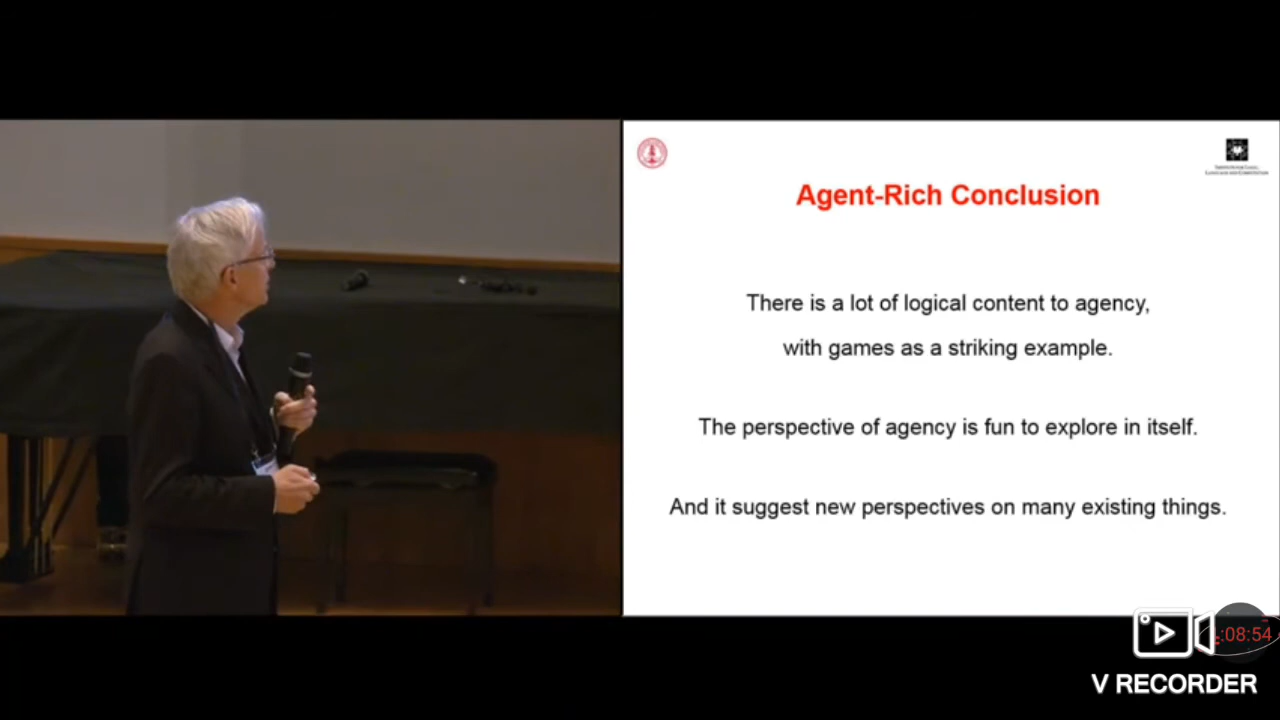 Agent-Rich Conclusion
There is a lot of logical content to agency,
with games as a striking example.
The perspective of agency is fun to explore in itself.
And it suggest new perspectives on many existing things.
:08:54
V RECORDER